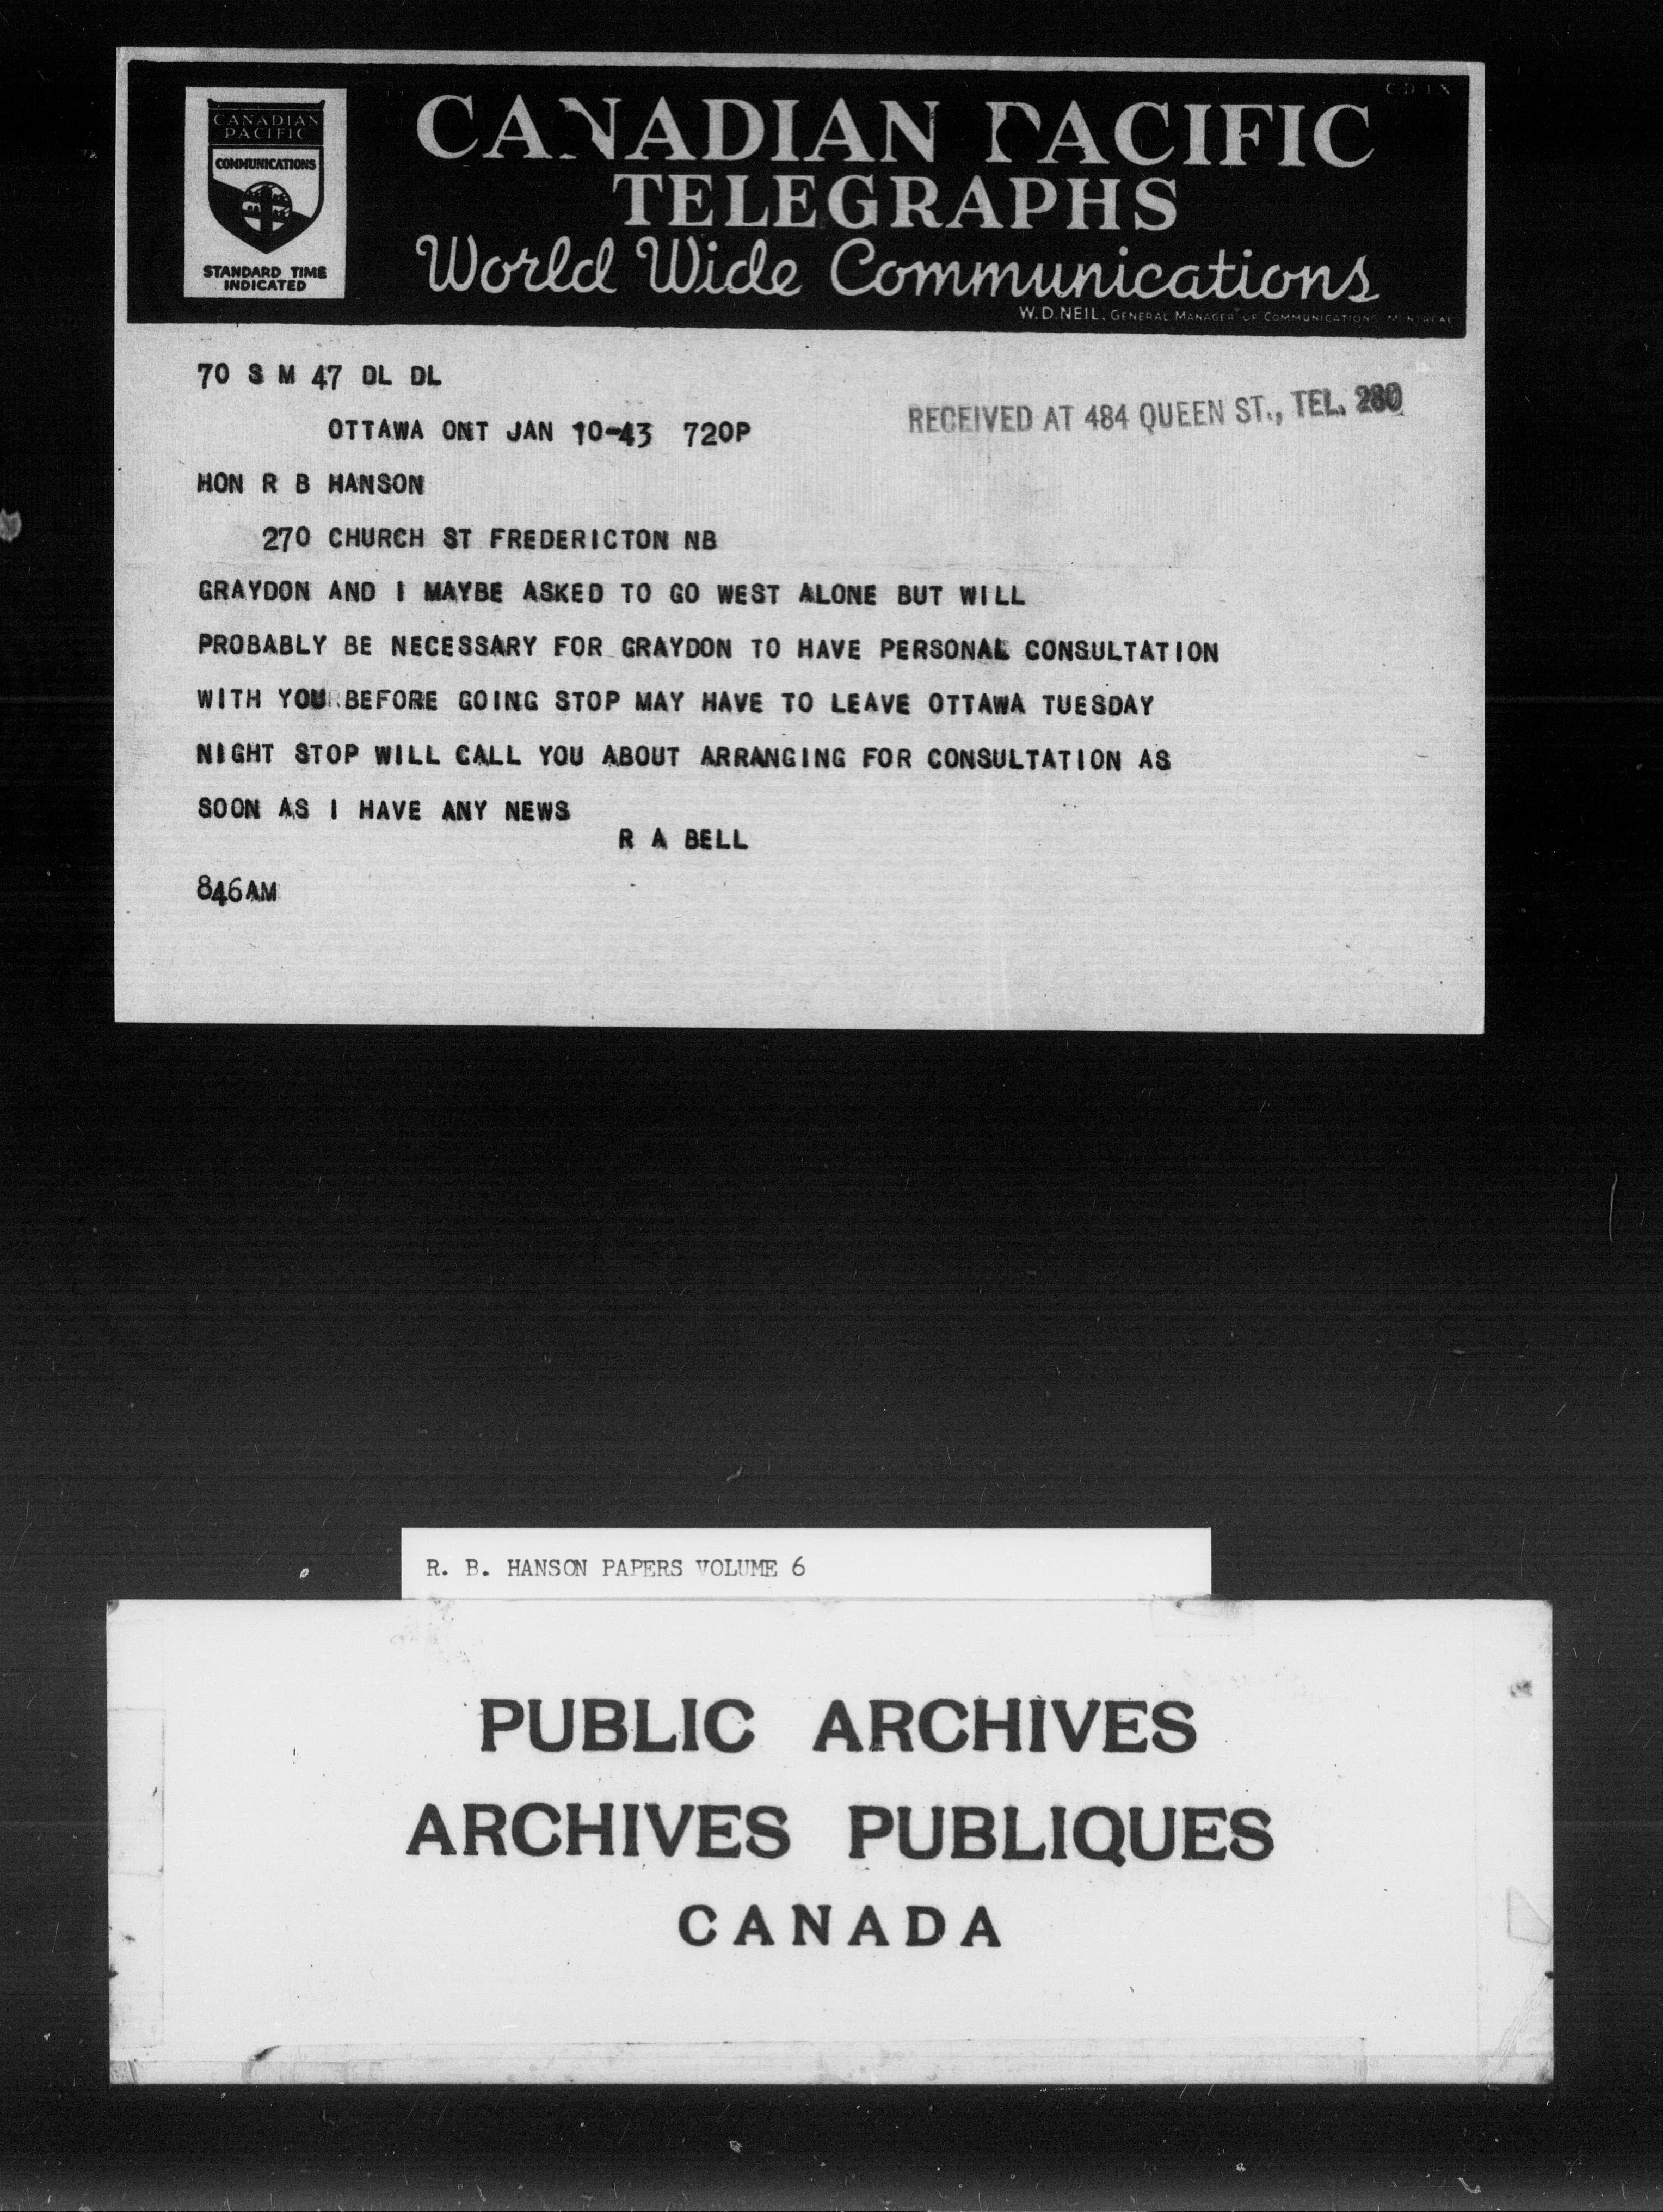 CD 1X
CANADIAN PACIFIC
TELEGRAPHS
World Wide Communications
W.D.NEIL, GENERAL MANAGER OF COMMUNICATIONS MONTREAL
CANADIAN
PACIFIC
COMMUNICATIONS
STANDARD TIME
INDICATED
70 S M 47 DL DL
RECEIVED AT 484 QUEEN ST., TEL. 280
OTTAWA ONT JAN 10-43 720P
HON R B HANSON
270 CHURCH ST FREDERICTON NB
GRAYDON AND I MAYBE ASKED TO GO WEST ALONE BUT WILL
PROBABLY BE NECESSARY FOR GRAYDON TO HAVE PERSONAL CONSULTATION
WITH YOU BEFORE GOING STOP MAY HAVE TO LEAVE OTTAWA TUESDAY
NIGHT STOP WILL CALL YOU ABOUT ARRANGING FOR CONSULTATION AS
SOON AS I HAVE ANY NEWS
R A BELL
846AM
R. B. HANSON PAPERS VOLUME 6
PUBLIC ARCHIVES
ARCHIVES PUBLIQUES
CANADA